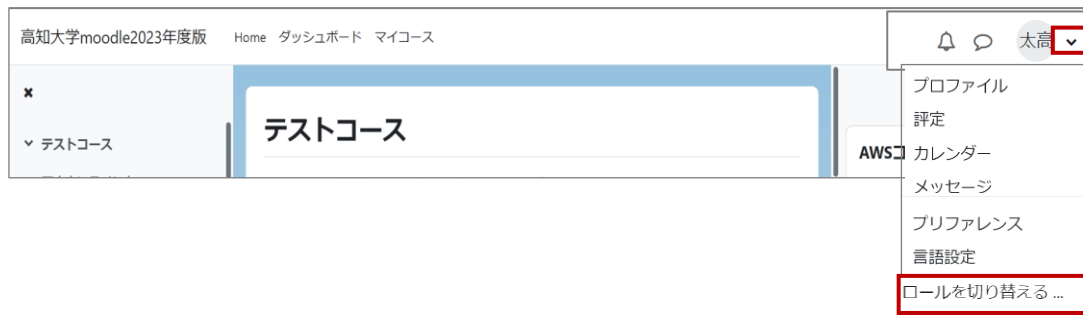 高知大学moodle2023年度版 Home ダッシュボード マイコース
太高
テストコース
テストコース
AWSコ
プロファイル
評定
カレンダー
メッセージ
プリファレンス
言語設定
ロールを切り替える ...